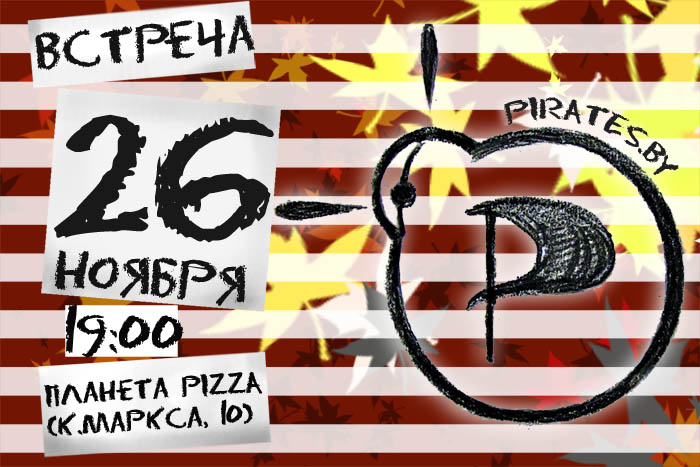 ВСТРЕЧА
26
НОЯБРЯ
19:00
ПЛАНЕТА PIZZA
(К.МАРКСА, 10)
PIRATES.BY